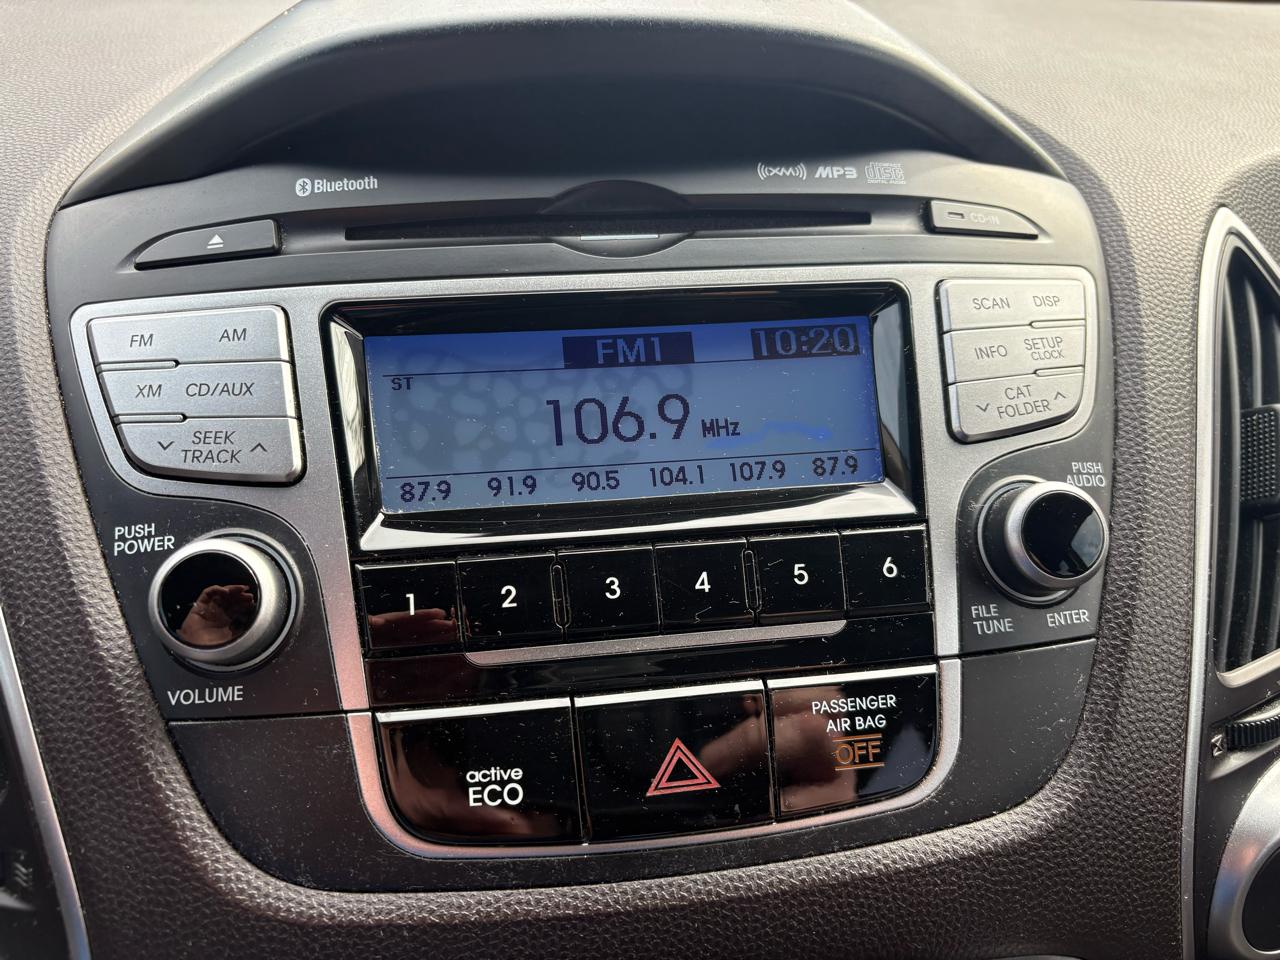 Bluetooth
((XM)) MP3 COMPACT disc DIGITAL AUDIO
CD-IN
FM AM
XM CD/AUX
SEEK
TRACK
FM1 10:20
ST
106.9 MHz
87.9 91.9 90.5 104.1 107.9 87.9
SCAN DISP
INFO SETUP
CLOCK
CAT
FOLDER
PUSH
POWER
VOLUME
1 2 3 4 5 6
PUSH
AUDIO
FILE
TUNE ENTER
active
ECO
PASSENGER
AIR BAG
OFF